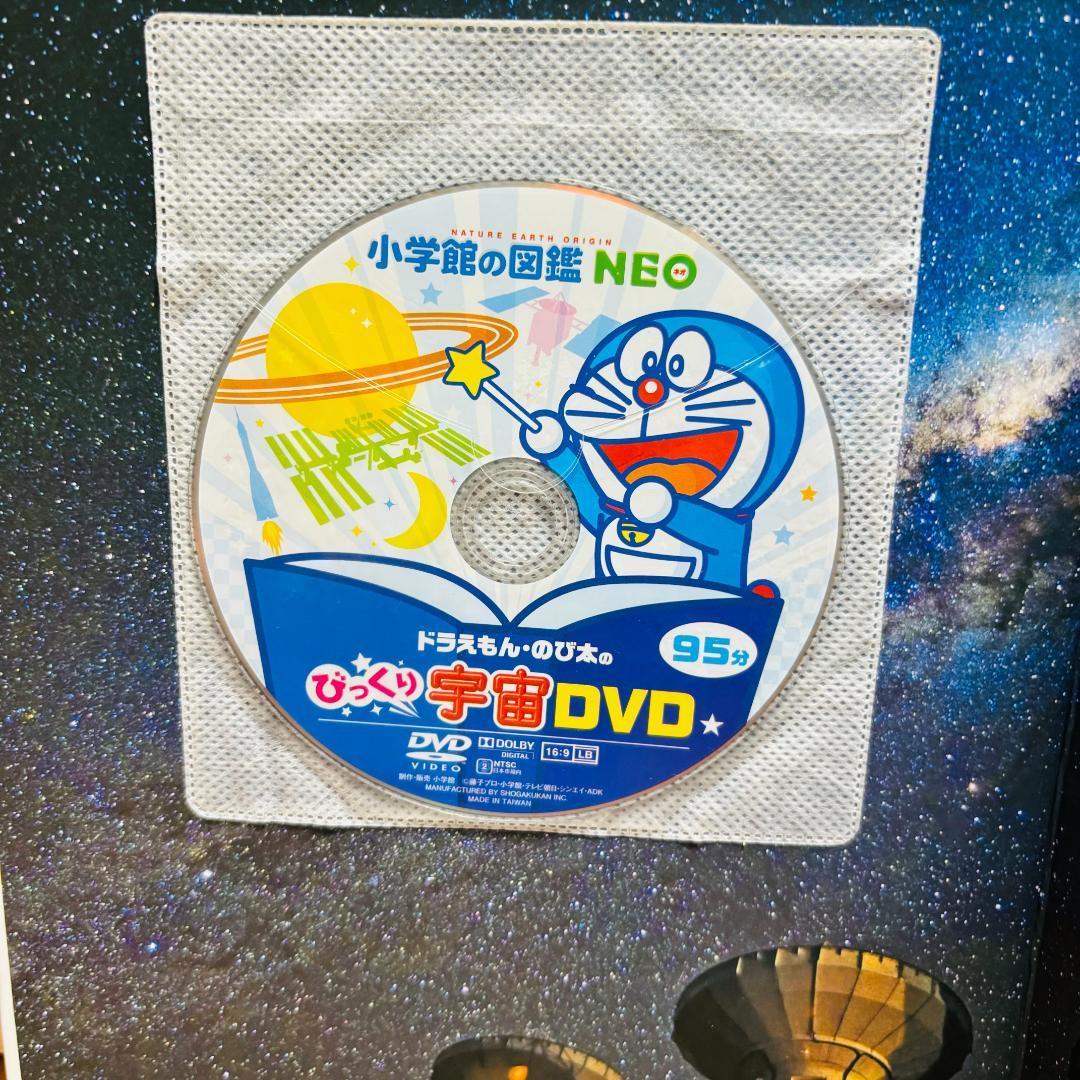 NATURE EARTH ORIGIN
小学館の図鑑 NEO
ネオ
ドラえもん・のび太の
95分
びっくり宇宙DVD
DVD VIDEO
DOLBY DIGITAL
16:9 LB
2 NTSC 日本市場向
制作・販売 小学館 ©藤子プロ・小学館・テレビ朝日・シンエイ・ADK
MANUFACTURED BY SHOGAKUKAN INC.
MADE IN TAIWAN